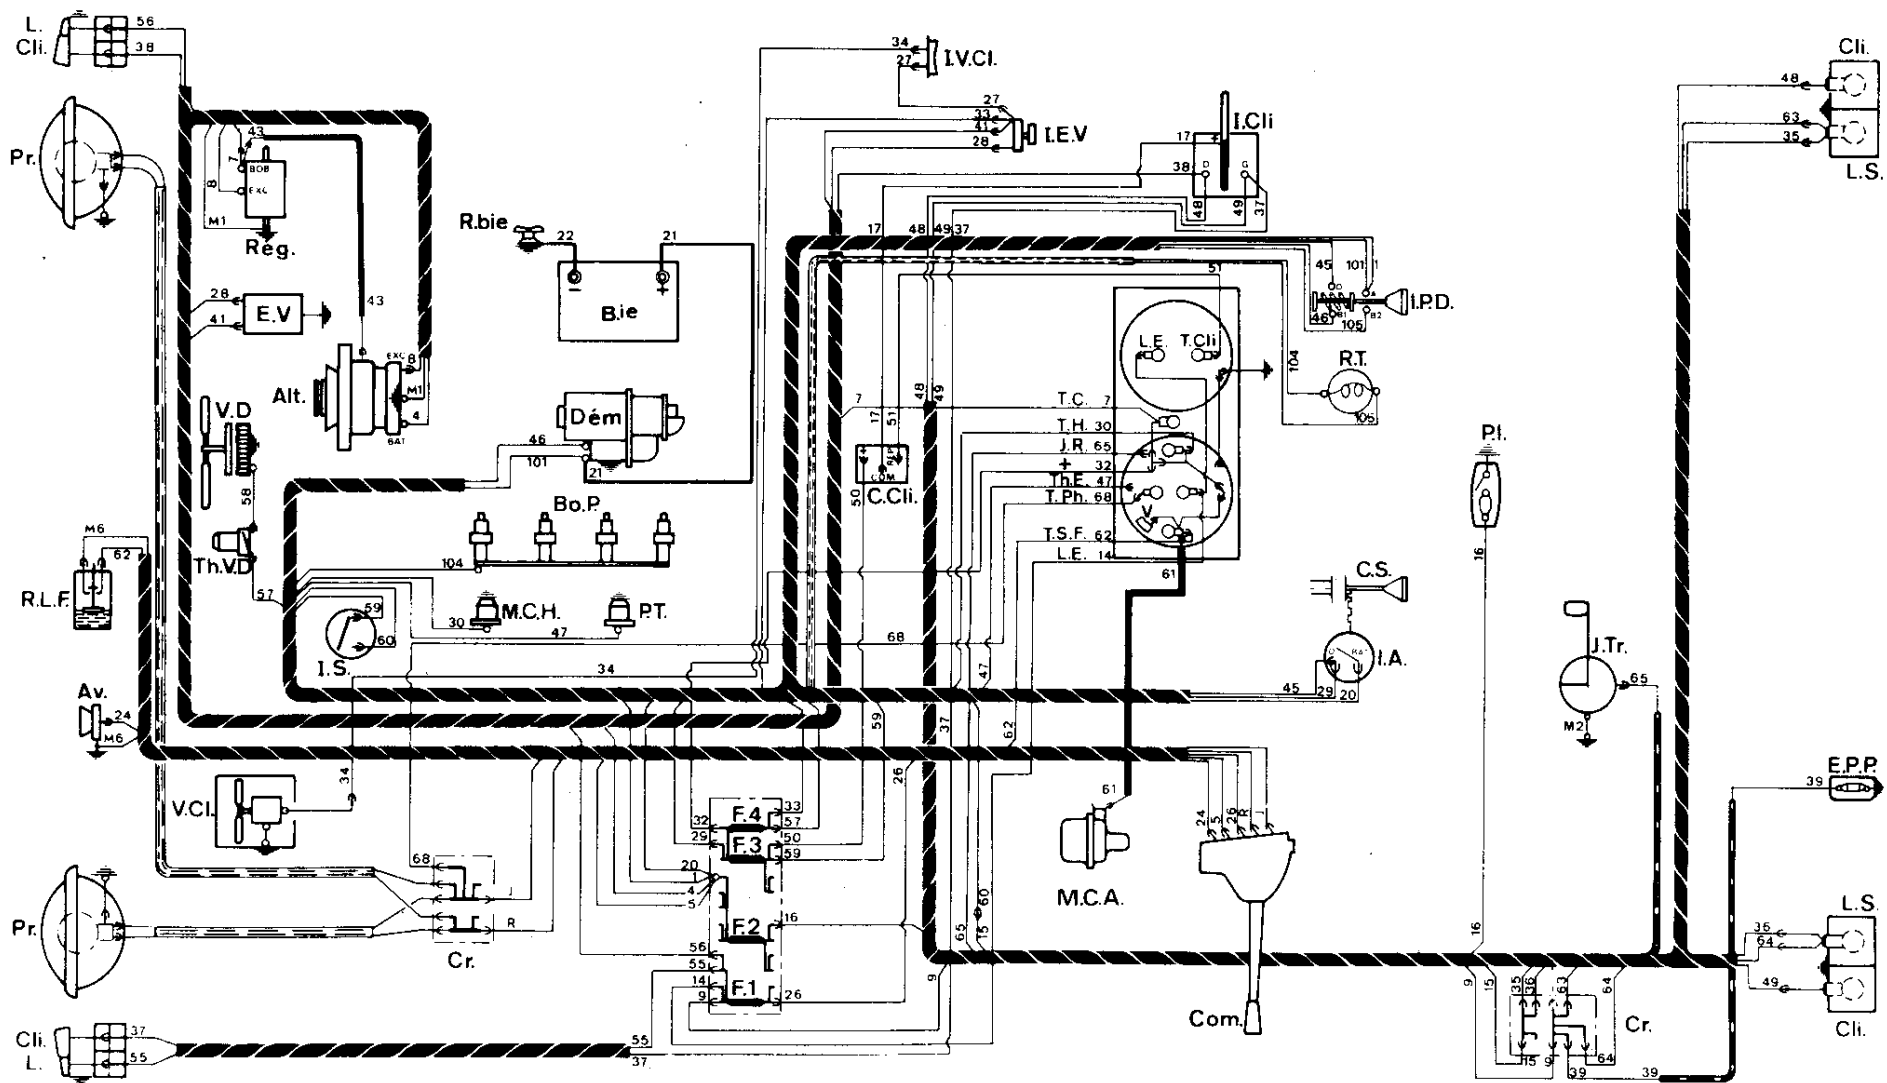 L. 56
Cli. 38
34 I.V.Cl.
27
27
33
41 I.E.V
28
I.Cli
17 +
38 D G
48 49 37
Cli.
48
63
35
L.S.
Pr.
43
7 BOB
8 EXC
M1
Rég.
R.bie 22 21
- +
B.ie
17 48 49 37
45 101 1
D A
I.P.D.
46 B1 105 B2
51
28 E.V
41
43
EXC 8
M1
Alt. 4
BAT
L.E. T.Cli
104 R.T.
105
V.D
58
Dém
46
101
21
48 49
7 17 51
T.C. 7
T.H. 30
J.R. 65
+ 32
Th.E. 47
T.Ph. 68
V
T.S.F. 62
L.E. 14
61
+ REP
COM
50 C.Cli.
P.I.
16
M6
62
R.L.F.
Th.V.D
57
Bo.P.
104
59
60
I.S.
M.C.H.
30
P.T.
47
68
34
47
C.S.
BAT
I.A.
45 29 20
J.Tr.
65
M2
Av.
24
M6
59 37 62
26
V.Cl.
34
61
M.C.A.
24 5 26 R J
Com.
39 E.P.P.
F.4 33
32 57
29 F.3 50
59
20
1
4
5
F.2 16
56
55
14 F.1
9 26
68
J
R
Cr.
Pr.
65 15 60
9
16
L.S.
36
64
49
Cli.
9 15 35 36 63 64
Cr.
15 9 39 64
39
Cli. 37
L. 55
55
37